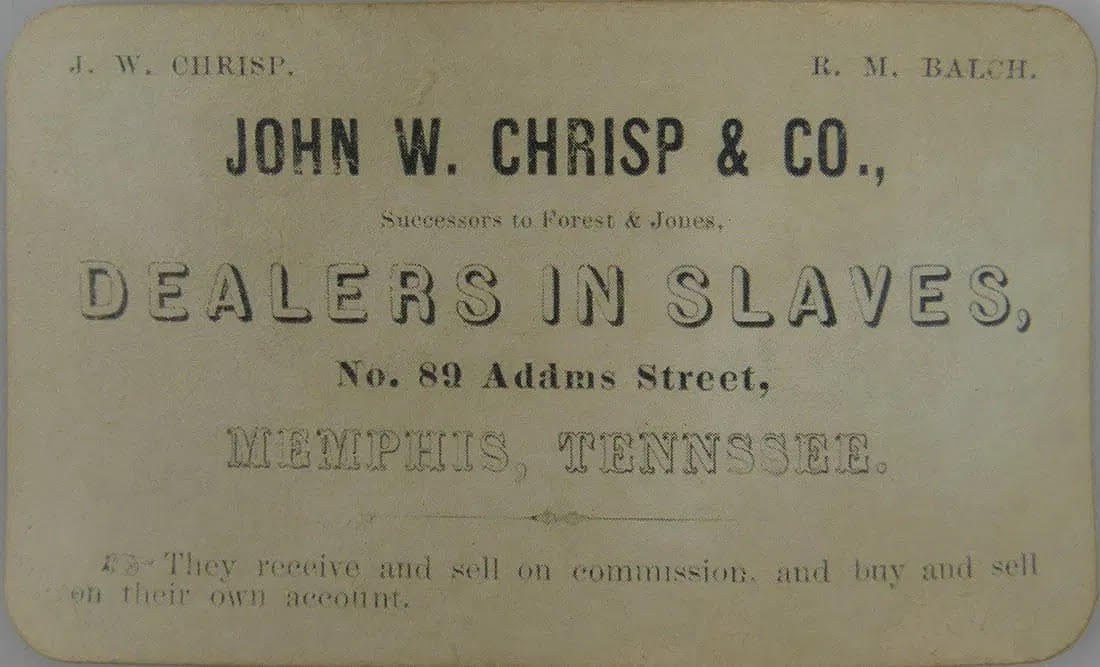 J. W. CHRISP. R. M. BALCH.
JOHN W. CHRISP & CO.,
Successors to Forest & Jones,
DEALERS IN SLAVES,
No. 89 Addms Street,
MEMPHIS, TENNSSEE.
They receive and sell on commission, and buy and sell
on their own account.